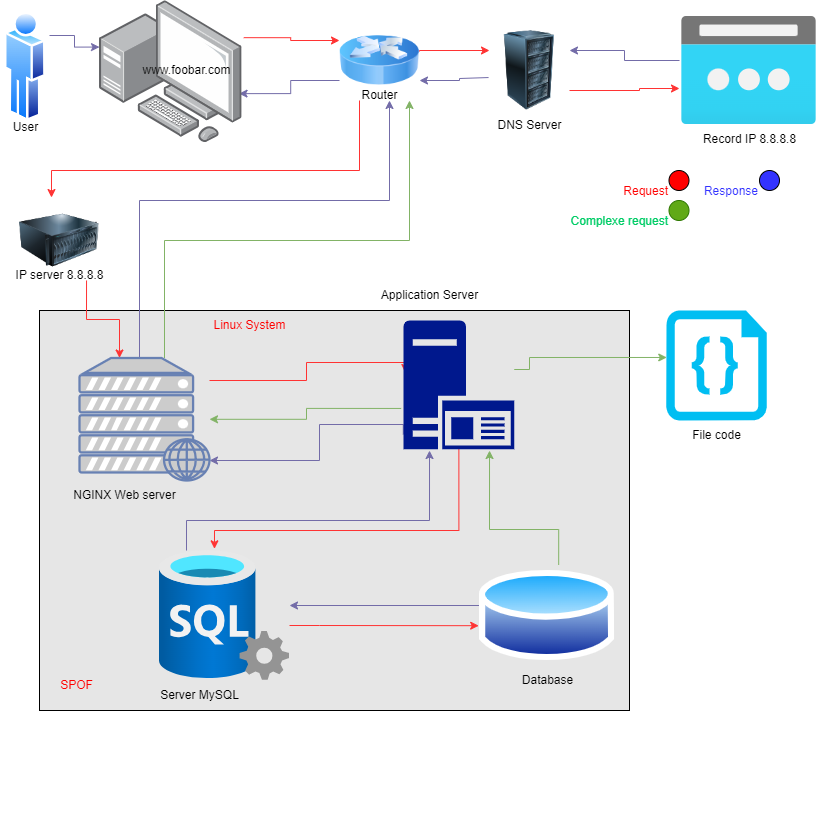 www.foobar.com
User
Router
DNS Server
Record IP 8.8.8.8
Request
Response
Complexe request
IP server 8.8.8.8
Application Server
Linux System
{}
File code
NGINX Web server
SQL
Server MySQL
Database
SPOF